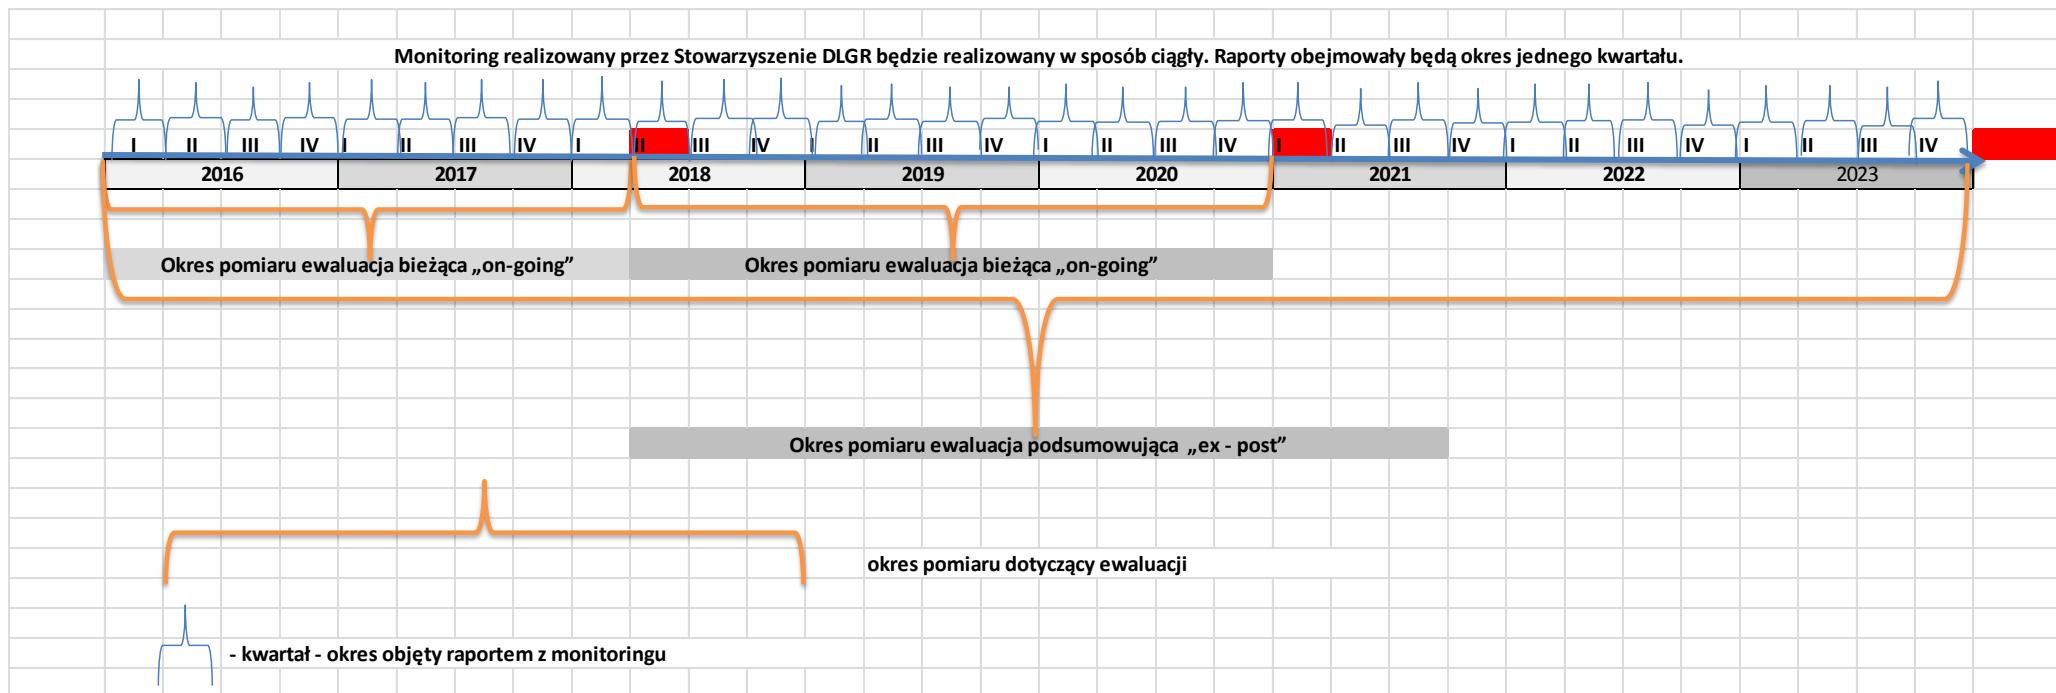 Monitoring realizowany przez Stowarzyszenie DLGR będzie realizowany w sposób ciągły. Raporty obejmowały będą okres jednego kwartału.
I II III IV I II III IV I II III IV I II III IV I II III IV I II III IV I II III IV I II III IV
2016 2017 2018 2019 2020 2021 2022 2023
Okres pomiaru ewaluacja bieżąca „on-going” Okres pomiaru ewaluacja bieżąca „on-going”
Okres pomiaru ewaluacja podsumowująca „ex - post”
okres pomiaru dotyczący ewaluacji
- kwartał - okres objęty raportem z monitoringu